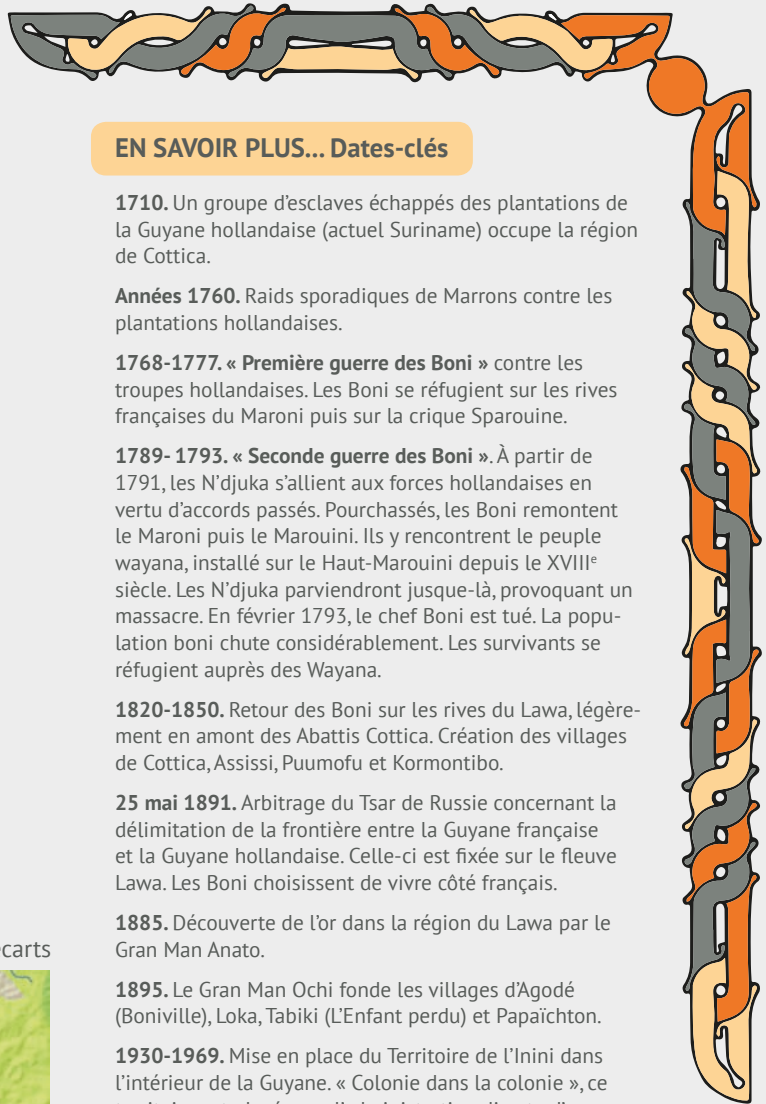 EN SAVOIR PLUS... Dates-clés
1710. Un groupe d'esclaves échappés des plantations de
la Guyane hollandaise (actuel Suriname) occupe la région
de Cottica.
Années 1760. Raids sporadiques de Marrons contre les
plantations hollandaises.
1768-1777. « Première guerre des Boni » contre les
troupes hollandaises. Les Boni se réfugient sur les rives
françaises du Maroni puis sur la crique Sparouine.
1789- 1793. « Seconde guerre des Boni ». À partir de
1791, les N'djuka s'allient aux forces hollandaises en
vertu d'accords passés. Pourchassés, les Boni remontent
le Maroni puis le Marouini. Ils y rencontrent le peuple
wayana, installé sur le Haut-Marouini depuis le XVIIIe
siècle. Les N'djuka parviendront jusque-là, provoquant un
massacre. En février 1793, le chef Boni est tué. La popu-
lation boni chute considérablement. Les survivants se
réfugient auprès des Wayana.
1820-1850. Retour des Boni sur les rives du Lawa, légère-
ment en amont des Abattis Cottica. Création des villages
de Cottica, Assissi, Puumofu et Kormontibo.
25 mai 1891. Arbitrage du Tsar de Russie concernant la
délimitation de la frontière entre la Guyane française
et la Guyane hollandaise. Celle-ci est fixée sur le fleuve
Lawa. Les Boni choisissent de vivre côté français.
1885. Découverte de l'or dans la région du Lawa par le
Gran Man Anato.
1895. Le Gran Man Ochi fonde les villages d'Agodé
(Boniville), Loka, Tabiki (L'Enfant perdu) et Papaïchton.
1930-1969. Mise en place du Territoire de l'Inini dans
l'intérieur de la Guyane. « Colonie dans la colonie », ce